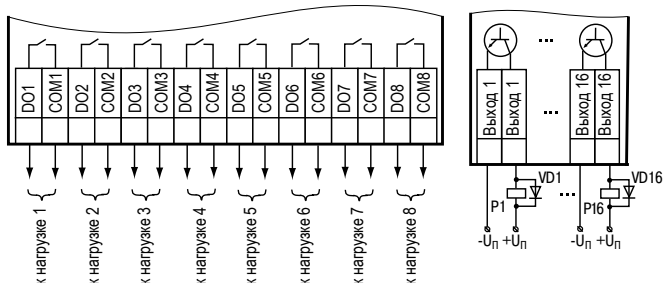 DO1 COM1 DO2 COM2 DO3 COM3 DO4 COM4 DO5 COM5 DO6 COM6 DO7 COM7 DO8 COM8
к нагрузке 1
к нагрузке 2
к нагрузке 3
к нагрузке 4
к нагрузке 5
к нагрузке 6
к нагрузке 7
к нагрузке 8
...
Выход 1 Выход 1 ... Выход 16 Выход 16
VD1 VD16
P1 ... P16
-Uп +Uп -Uп +Uп